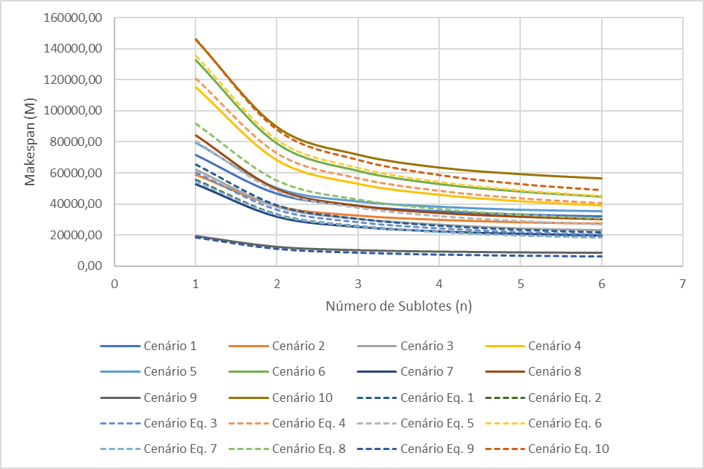 160000,00
140000,00
120000,00
100000,00
80000,00
60000,00
40000,00
20000,00
0,00
Makespan (M)
0 1 2 3 4 5 6 7
Número de Sublotes (n)
Cenário 1 Cenário 2 Cenário 3 Cenário 4
Cenário 5 Cenário 6 Cenário 7 Cenário 8
Cenário 9 Cenário 10 Cenário Eq. 1 Cenário Eq. 2
Cenário Eq. 3 Cenário Eq. 4 Cenário Eq. 5 Cenário Eq. 6
Cenário Eq. 7 Cenário Eq. 8 Cenário Eq. 9 Cenário Eq. 10